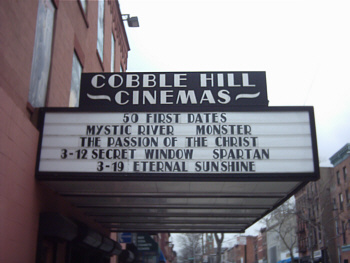 COBBLE HILL
CINEMAS
50 FIRST DATES
MYSTIC RIVER MONSTER
THE PASSION OF THE CHRIST
3-12 SECRET WINDOW SPARTAN
3-19 ETERNAL SUNSHINE